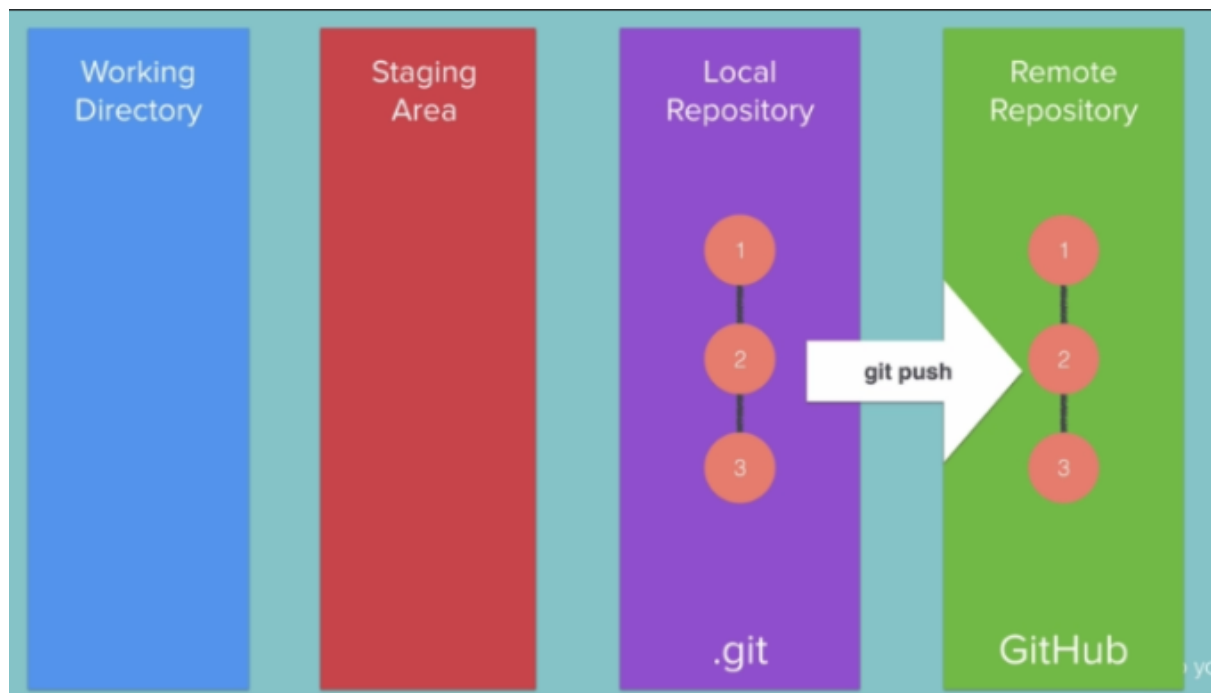 Working
Directory
Staging
Area
Local
Repository
Remote
Repository
1
1
2
git push
2
3
3
.git
GitHub